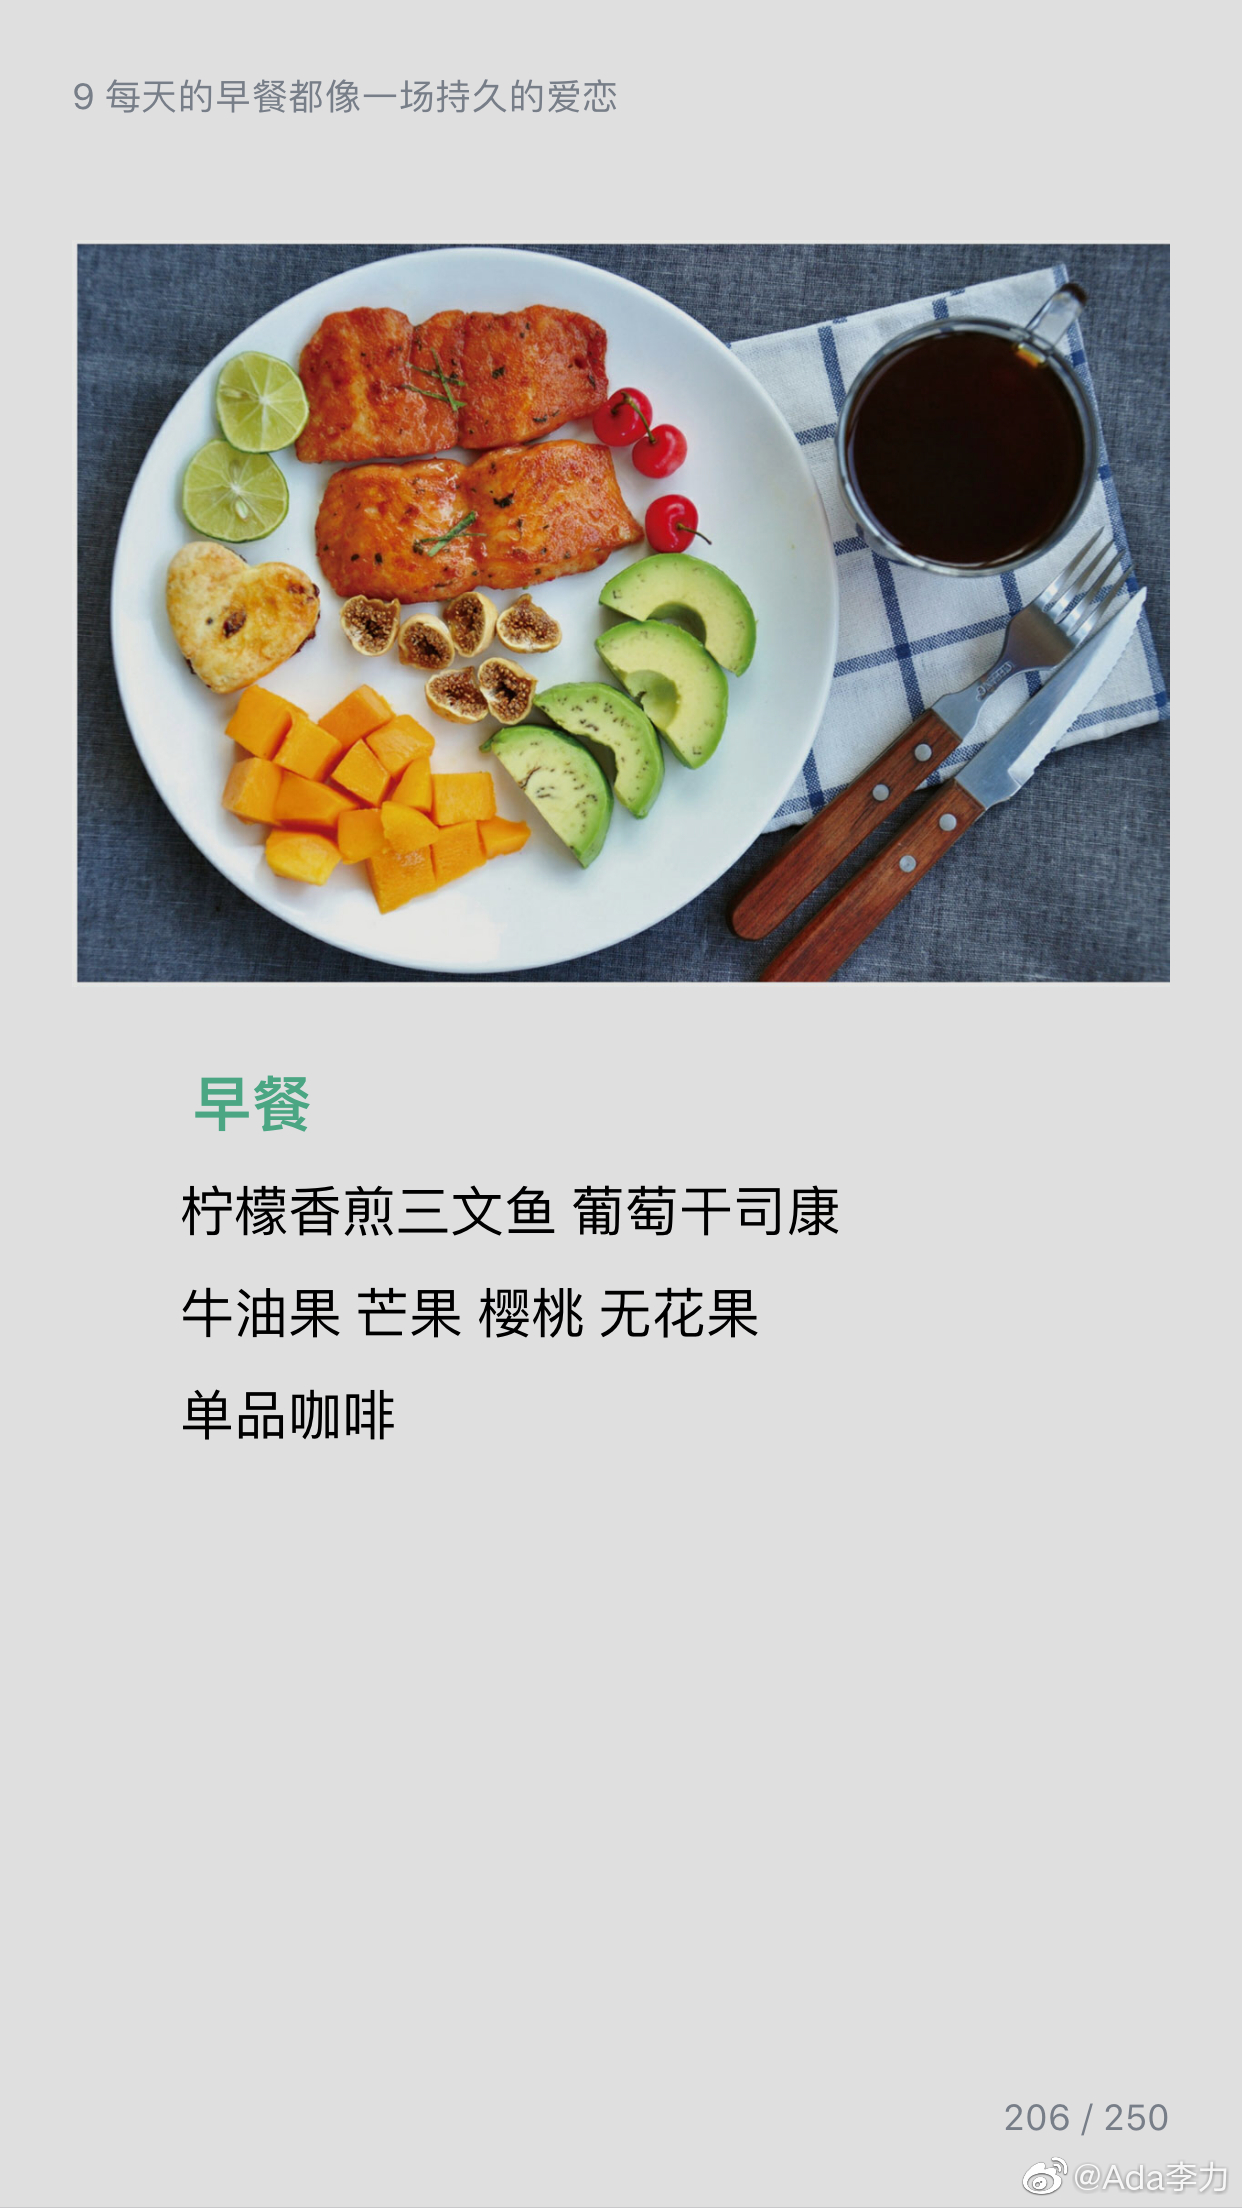 9 每天的早餐都像一场持久的爱恋
早餐
柠檬香煎三文鱼 葡萄干司康
牛油果 芒果 樱桃 无花果
单品咖啡
206 / 250
@Ada李力